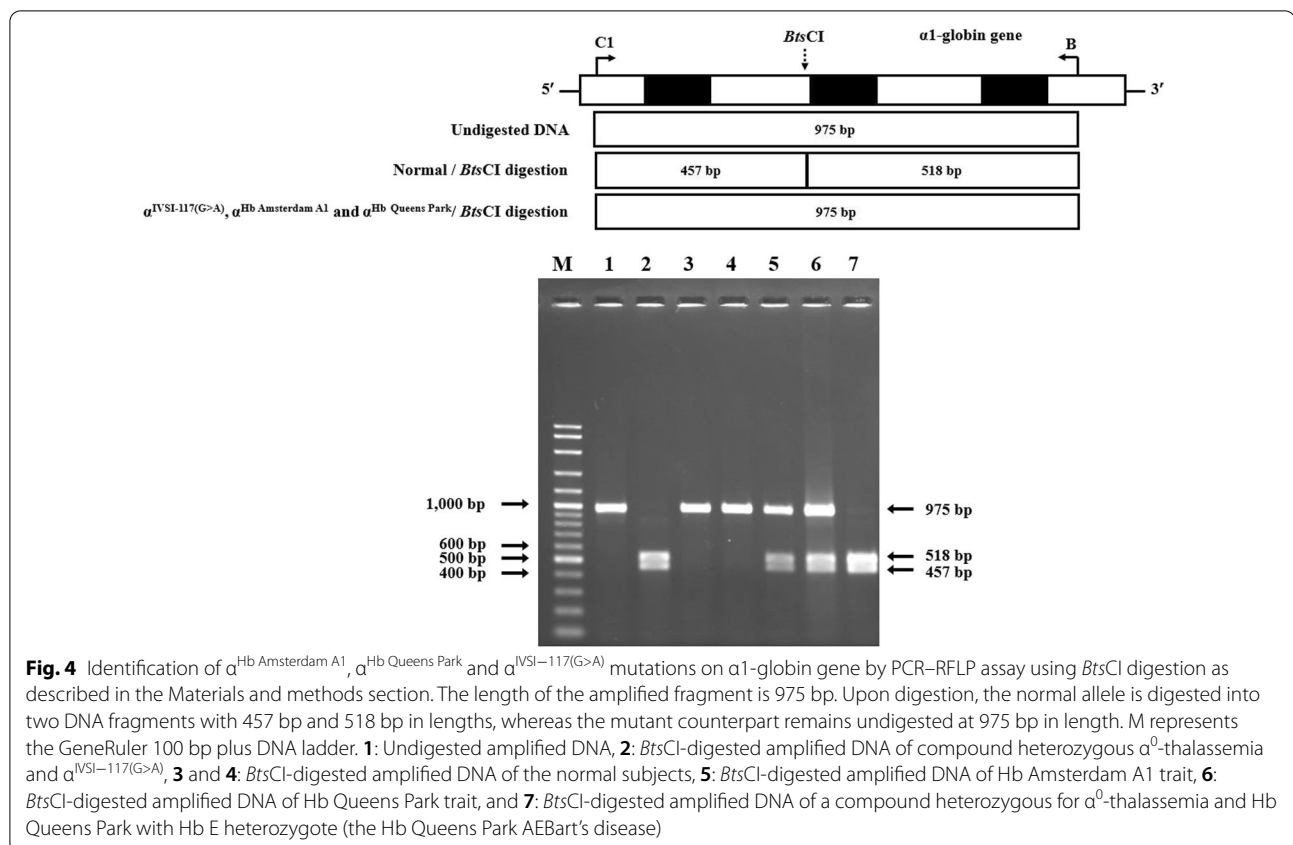 C1
BtsCI
α1-globin gene
B
5′
3′
Undigested DNA
975 bp
Normal / BtsCI digestion
457 bp
518 bp
α^IVSI-117(G>A), α^Hb Amsterdam A1 and α^Hb Queens Park/ BtsCI digestion
975 bp
M 1 2 3 4 5 6 7
1,000 bp
975 bp
600 bp
500 bp
518 bp
400 bp
457 bp
Fig. 4 Identification of α^Hb Amsterdam A1, α^Hb Queens Park and α^IVSI−117(G>A) mutations on α1-globin gene by PCR–RFLP assay using BtsCI digestion as
described in the Materials and methods section. The length of the amplified fragment is 975 bp. Upon digestion, the normal allele is digested into
two DNA fragments with 457 bp and 518 bp in lengths, whereas the mutant counterpart remains undigested at 975 bp in length. M represents
the GeneRuler 100 bp plus DNA ladder. 1: Undigested amplified DNA, 2: BtsCI-digested amplified DNA of compound heterozygous α⁰-thalassemia
and α^IVSI−117(G>A), 3 and 4: BtsCI-digested amplified DNA of the normal subjects, 5: BtsCI-digested amplified DNA of Hb Amsterdam A1 trait, 6:
BtsCI-digested amplified DNA of Hb Queens Park trait, and 7: BtsCI-digested amplified DNA of a compound heterozygous for α⁰-thalassemia and Hb
Queens Park with Hb E heterozygote (the Hb Queens Park AEBart's disease)